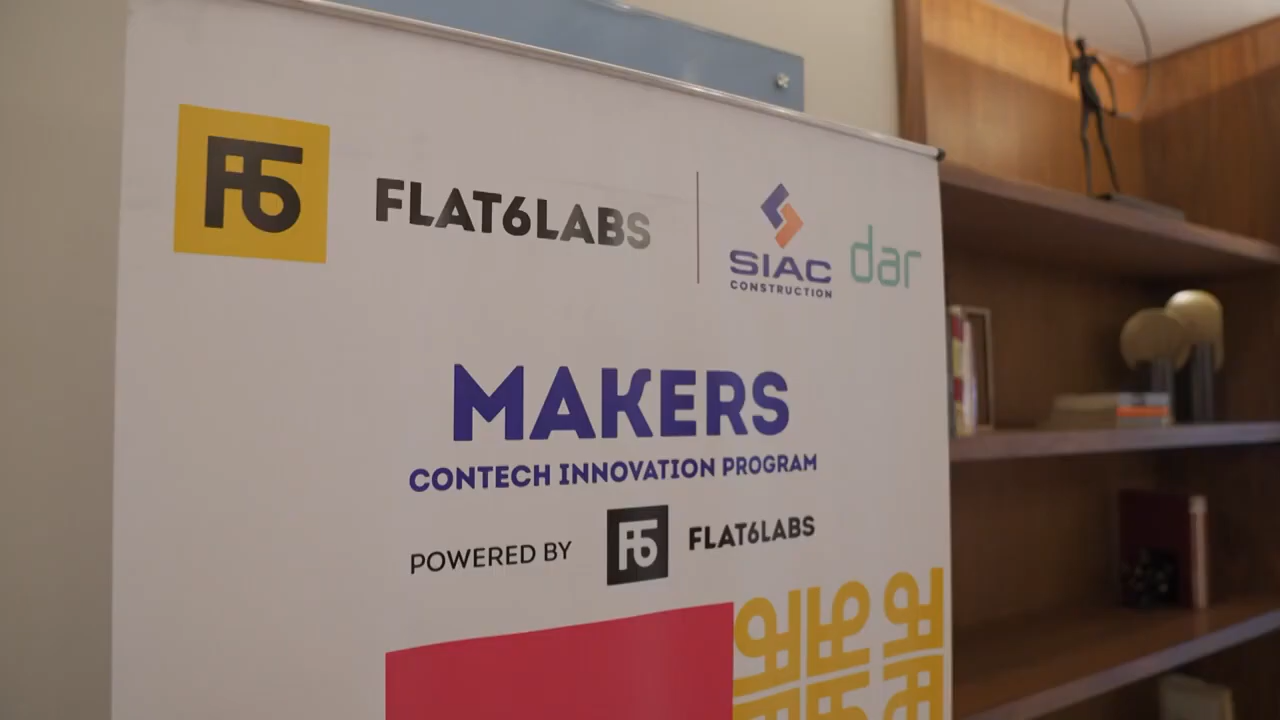 F6
FLAT6LABS
SIAC
CONSTRUCTION
dar
MAKERS
CONTECH INNOVATION PROGRAM
POWERED BY
F6
FLAT6LABS